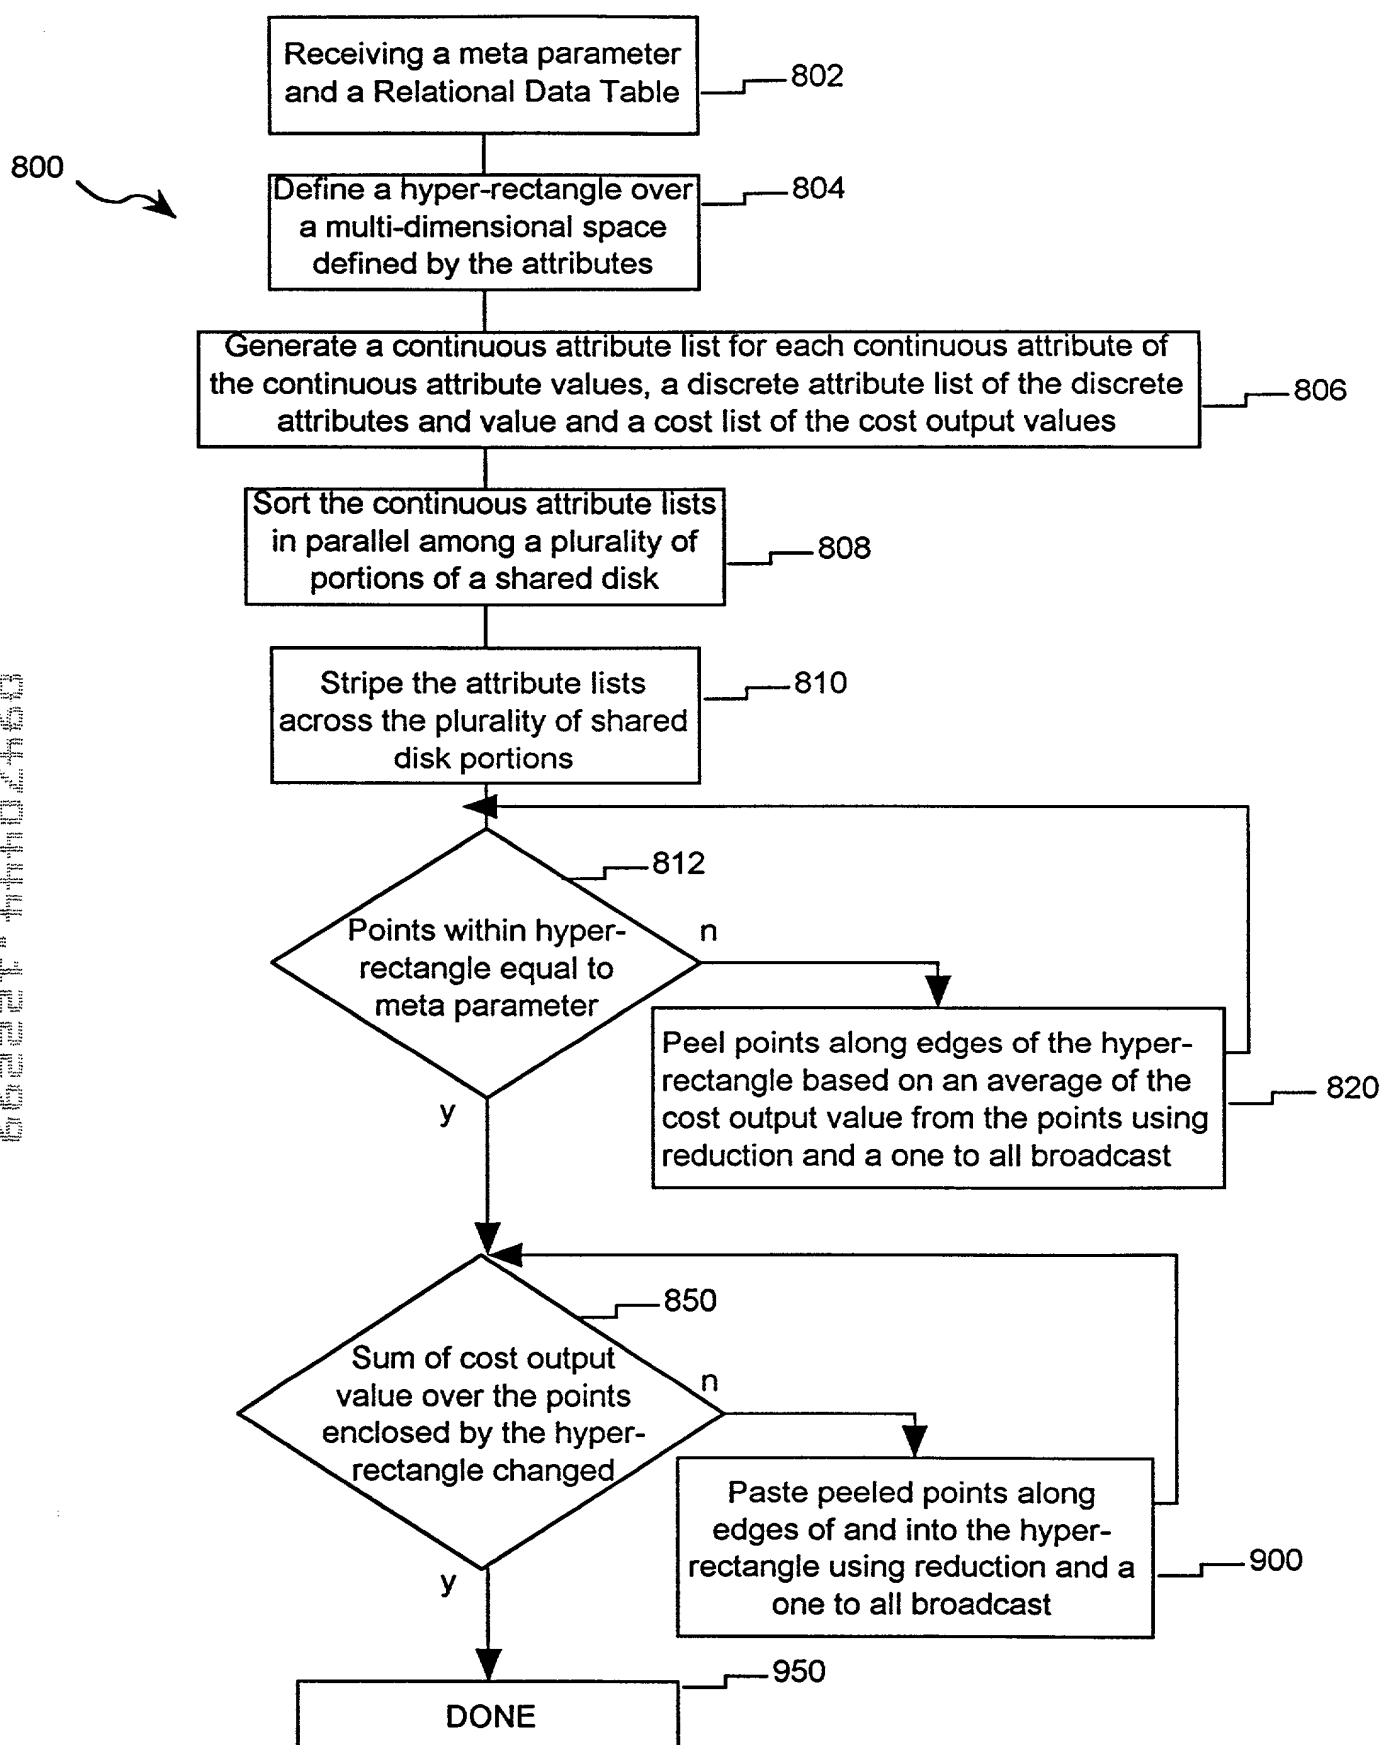 Receiving a meta parameter
and a Relational Data Table
802
800
Define a hyper-rectangle over
a multi-dimensional space
defined by the attributes
804
Generate a continuous attribute list for each continuous attribute of
the continuous attribute values, a discrete attribute list of the discrete
attributes and value and a cost list of the cost output values
806
Sort the continuous attribute lists
in parallel among a plurality of
portions of a shared disk
808
Stripe the attribute lists
across the plurality of shared
disk portions
810
812
Points within hyper-
rectangle equal to
meta parameter
n
y
Peel points along edges of the hyper-
rectangle based on an average of the
cost output value from the points using
reduction and a one to all broadcast
820
850
Sum of cost output
value over the points
enclosed by the hyper-
rectangle changed
n
y
Paste peeled points along
edges of and into the hyper-
rectangle using reduction and a
one to all broadcast
900
950
DONE